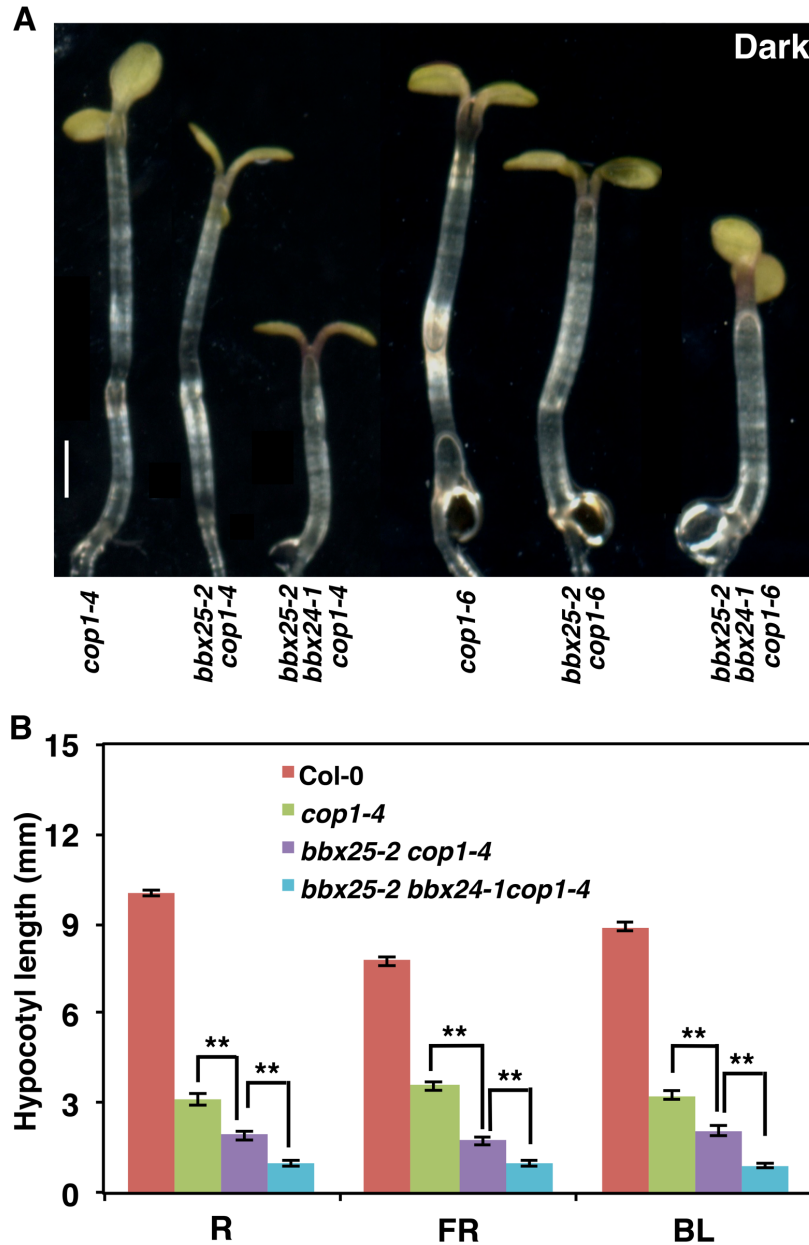 A
Dark
cop1-4
bbx25-2
cop1-4
bbx25-2
bbx24-1
cop1-4
cop1-6
bbx25-2
cop1-6
bbx25-2
bbx24-1
cop1-6
B
Hypocotyl length (mm)
15
12
9
6
3
0
Col-0
cop1-4
bbx25-2 cop1-4
bbx25-2 bbx24-1cop1-4
**
**
**
**
**
**
R
FR
BL